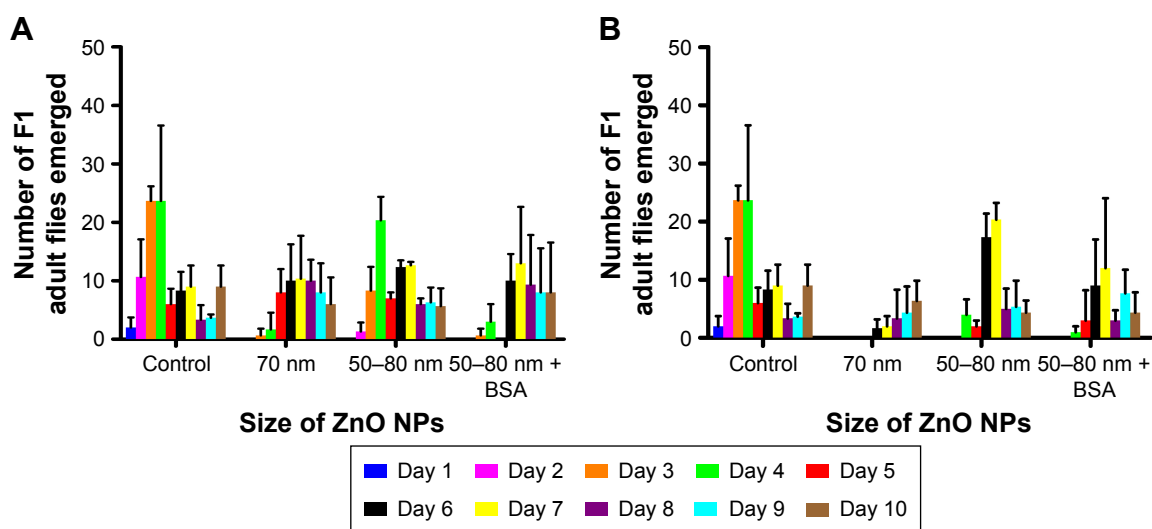 A
Number of F1
adult flies emerged
50
40
30
20
10
0
Control
70 nm
50–80 nm
50–80 nm +
BSA
Size of ZnO NPs
B
Number of F1
adult flies emerged
50
40
30
20
10
0
Control
70 nm
50–80 nm
50–80 nm +
BSA
Size of ZnO NPs
Day 1 Day 2 Day 3 Day 4 Day 5
Day 6 Day 7 Day 8 Day 9 Day 10